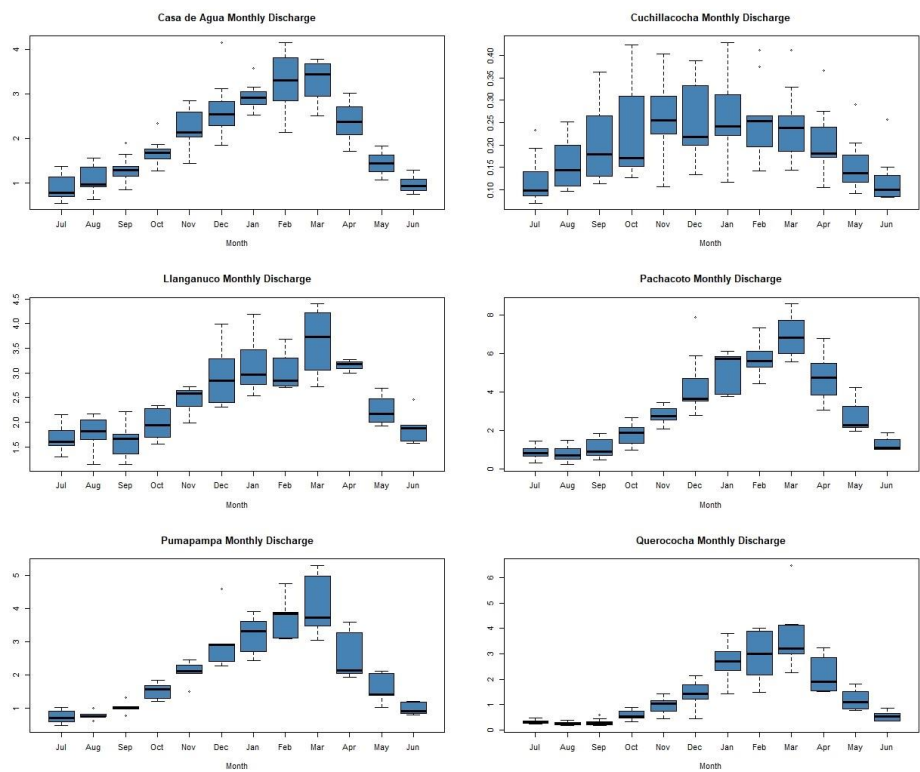 Casa de Agua Monthly Discharge
4
3
2
1
Jul Aug Sep Oct Nov Dec Jan Feb Mar Apr May Jun
Month
Cuchillacocha Monthly Discharge
0.40
0.35
0.30
0.25
0.20
0.15
0.10
Jul Aug Sep Oct Nov Dec Jan Feb Mar Apr May Jun
Month
Llanganuco Monthly Discharge
4.5
4.0
3.5
3.0
2.5
2.0
1.5
Jul Aug Sep Oct Nov Dec Jan Feb Mar Apr May Jun
Month
Pachacoto Monthly Discharge
8
6
4
2
0
Jul Aug Sep Oct Nov Dec Jan Feb Mar Apr May Jun
Month
Pumapampa Monthly Discharge
5
4
3
2
1
Jul Aug Sep Oct Nov Dec Jan Feb Mar Apr May Jun
Month
Querococha Monthly Discharge
6
5
4
3
2
1
0
Jul Aug Sep Oct Nov Dec Jan Feb Mar Apr May Jun
Month